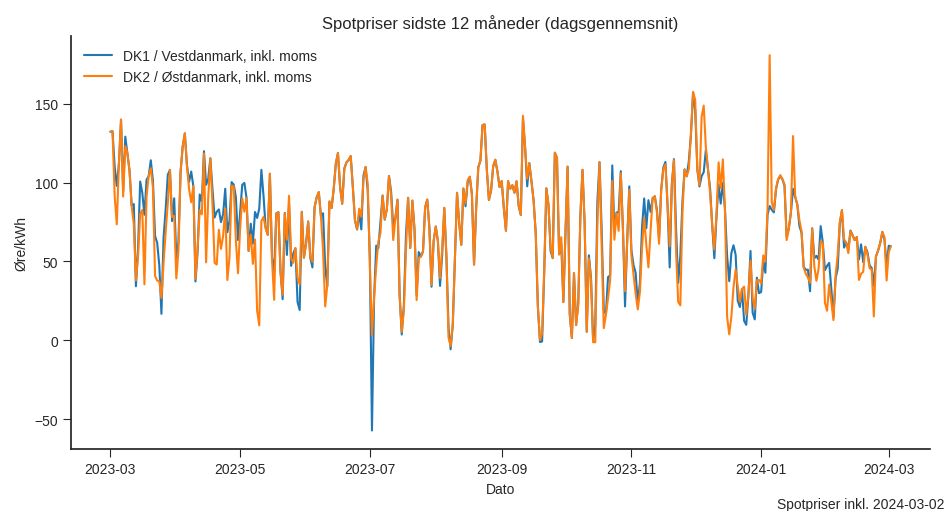 Spotpriser sidste 12 måneder (dagsgennemsnit)
DK1 / Vestdanmark, inkl. moms
DK2 / Østdanmark, inkl. moms
Øre/kWh
150
100
50
0
−50
2023-03
2023-05
2023-07
2023-09
2023-11
2024-01
2024-03
Dato
Spotpriser inkl. 2024-03-02